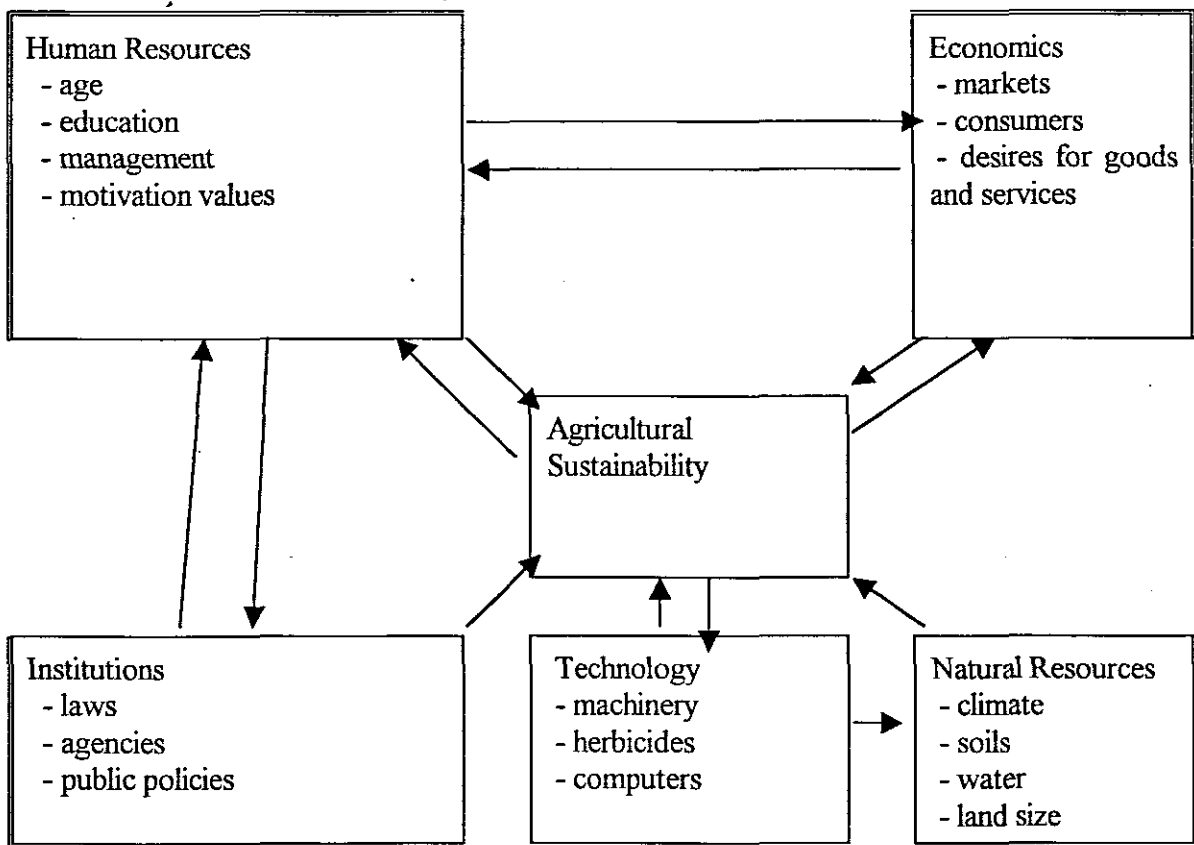 Human Resources
- age
- education
- management
- motivation values
Economics
- markets
- consumers
- desires for goods
and services
Agricultural
Sustainability
Institutions
- laws
- agencies
- public policies
Technology
- machinery
- herbicides
- computers
Natural Resources
- climate
- soils
- water
- land size